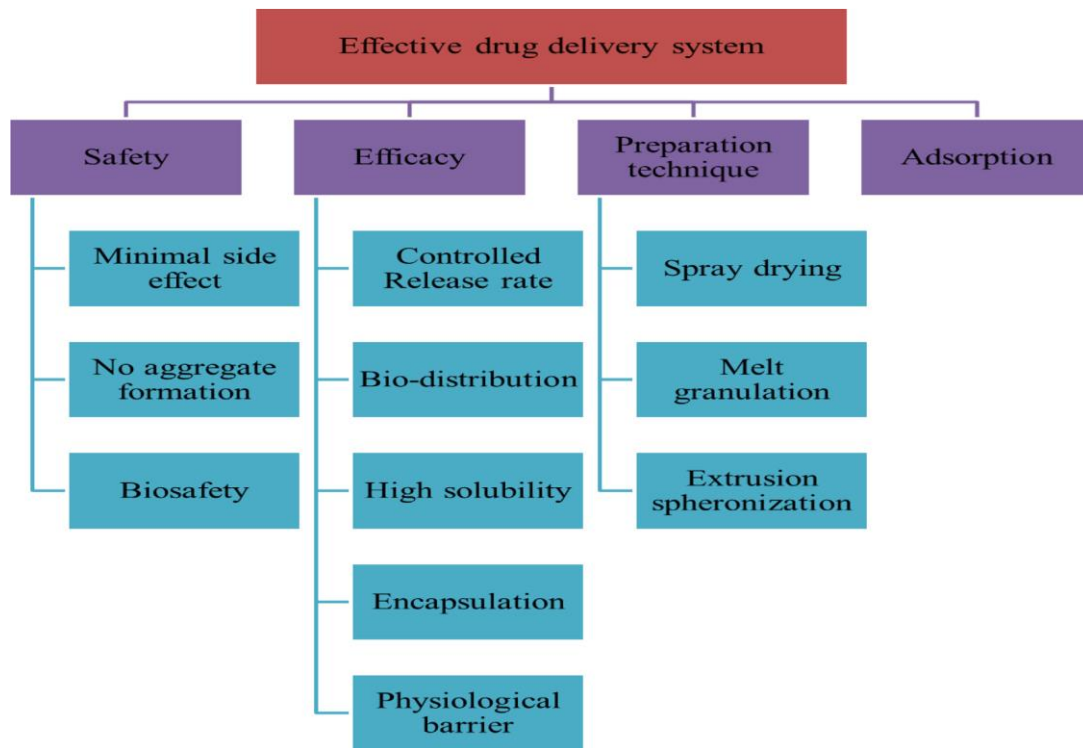 Effective drug delivery system
Safety
Efficacy
Preparation
technique
Adsorption
Minimal side
effect
No aggregate
formation
Biosafety
Controlled
Release rate
Bio-distribution
High solubility
Encapsulation
Physiological
barrier
Spray drying
Melt
granulation
Extrusion
spheronization